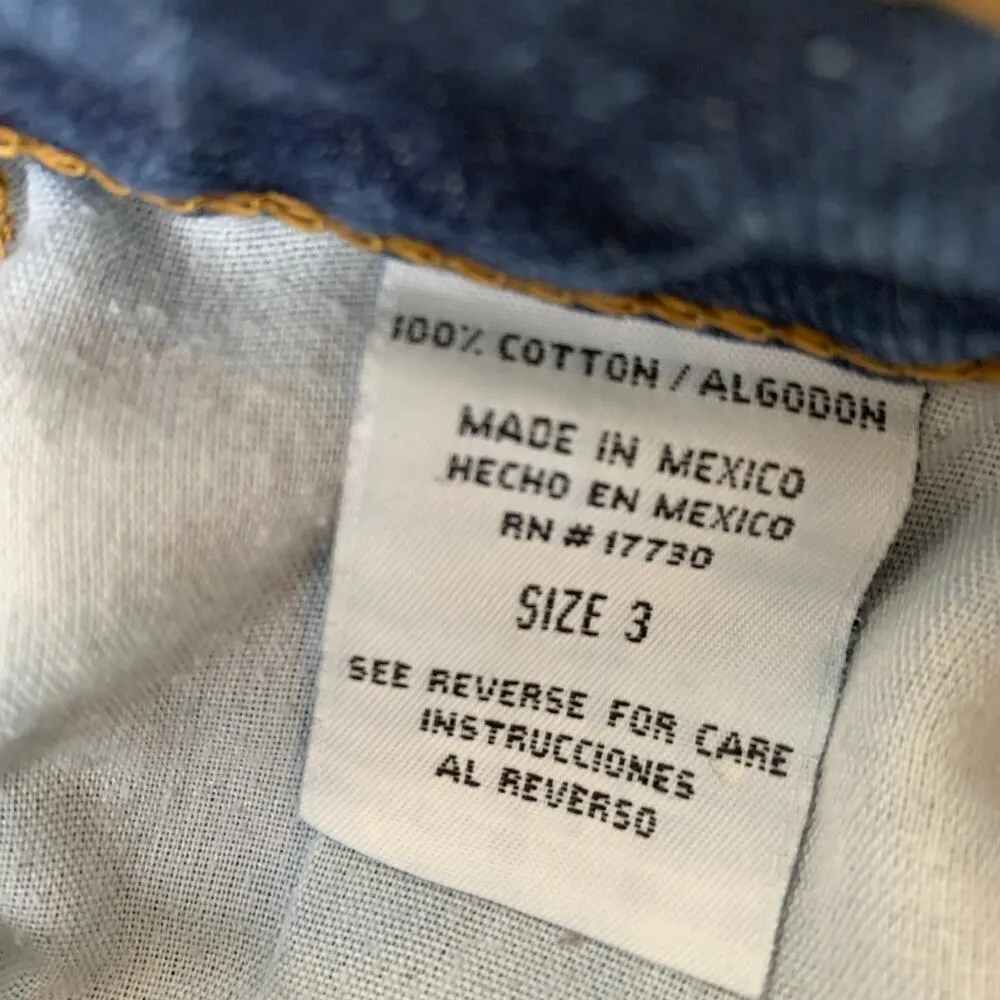 100% COTTON / ALGODON
MADE IN MEXICO
HECHO EN MEXICO
RN # 17730
SIZE 3
SEE REVERSE FOR CARE
INSTRUCCIONES
AL REVERSO